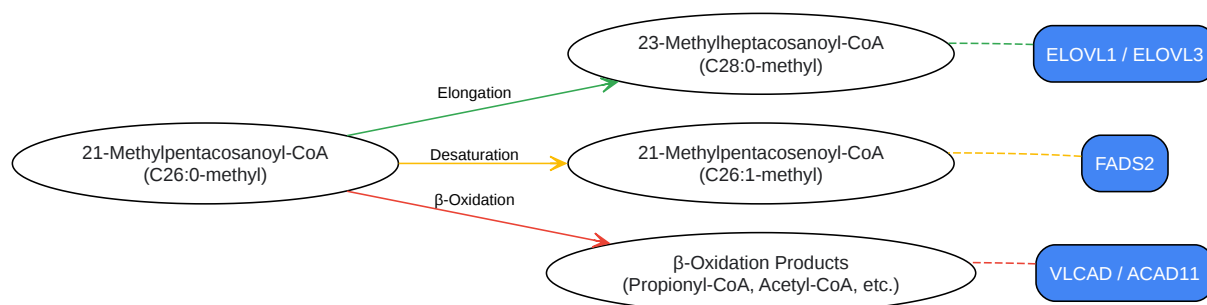 23-Methylheptacosanoyl-CoA
(C28:0-methyl)
ELOVL1 / ELOVL3
Elongation
21-Methylpentacosanoyl-CoA
(C26:0-methyl)
Desaturation
21-Methylpentacosenoyl-CoA
(C26:1-methyl)
FADS2
β-Oxidation
β-Oxidation Products
(Propionyl-CoA, Acetyl-CoA, etc.)
VLCAD / ACAD11